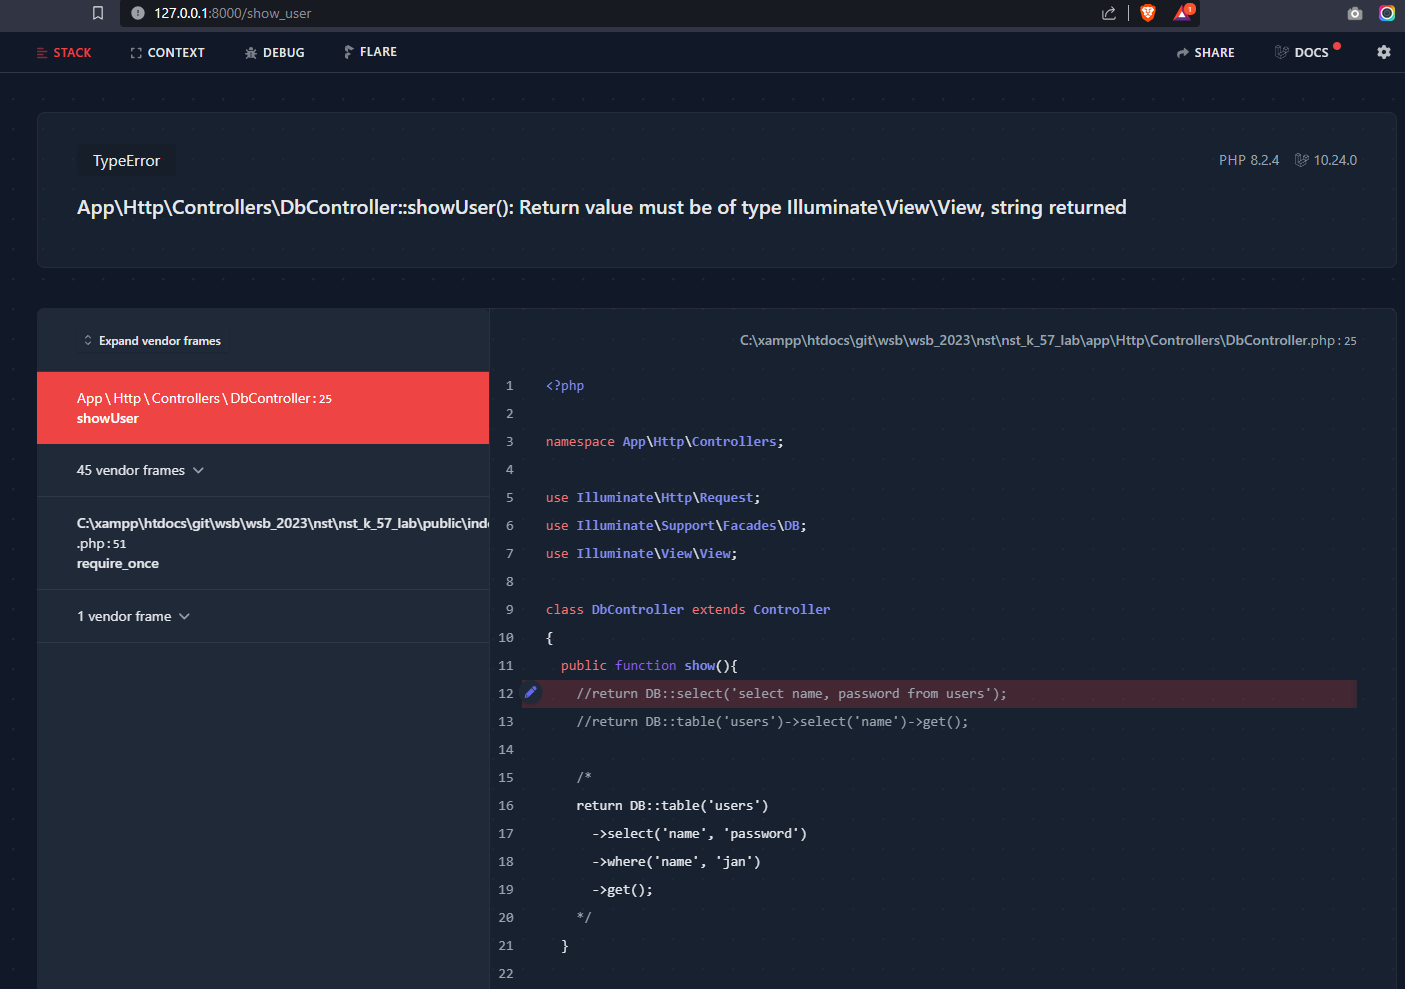 127.0.0.1:8000/show_user
1
STACK
CONTEXT
DEBUG
FLARE
SHARE
DOCS
TypeError
PHP 8.2.4
10.24.0
App\Http\Controllers\DbController::showUser(): Return value must be of type Illuminate\View\View, string returned
Expand vendor frames
App\Http\Controllers\DbController:25
showUser
45 vendor frames
C:\xampp\htdocs\git\wsb\wsb_2023\nst\nst_k_57_lab\public\inde
.php:51
require_once
1 vendor frame
C:\xampp\htdocs\git\wsb\wsb_2023\nst\nst_k_57_lab\app\Http\Controllers\DbController.php:25
1 <?php
2
3 namespace App\Http\Controllers;
4
5 use Illuminate\Http\Request;
6 use Illuminate\Support\Facades\DB;
7 use Illuminate\View\View;
8
9 class DbController extends Controller
10 {
11 public function show(){
12 //return DB::select('select name, password from users');
13 //return DB::table('users')->select('name')->get();
14
15 /*
16 return DB::table('users')
17 ->select('name', 'password')
18 ->where('name', 'jan')
19 ->get();
20 */
21 }
22